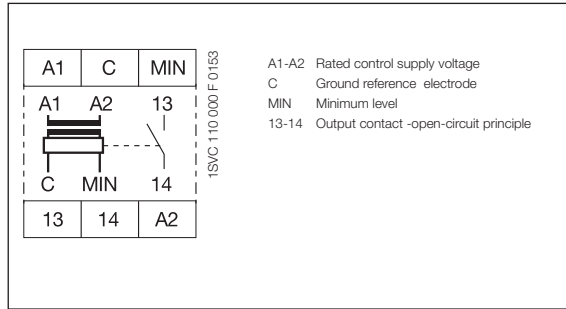 A1 C MIN
A1 A2 13
C MIN 14
13 14 A2
1SVC 110 000 F 0153
A1-A2 Rated control supply voltage
C Ground reference electrode
MIN Minimum level
13-14 Output contact -open-circuit principle